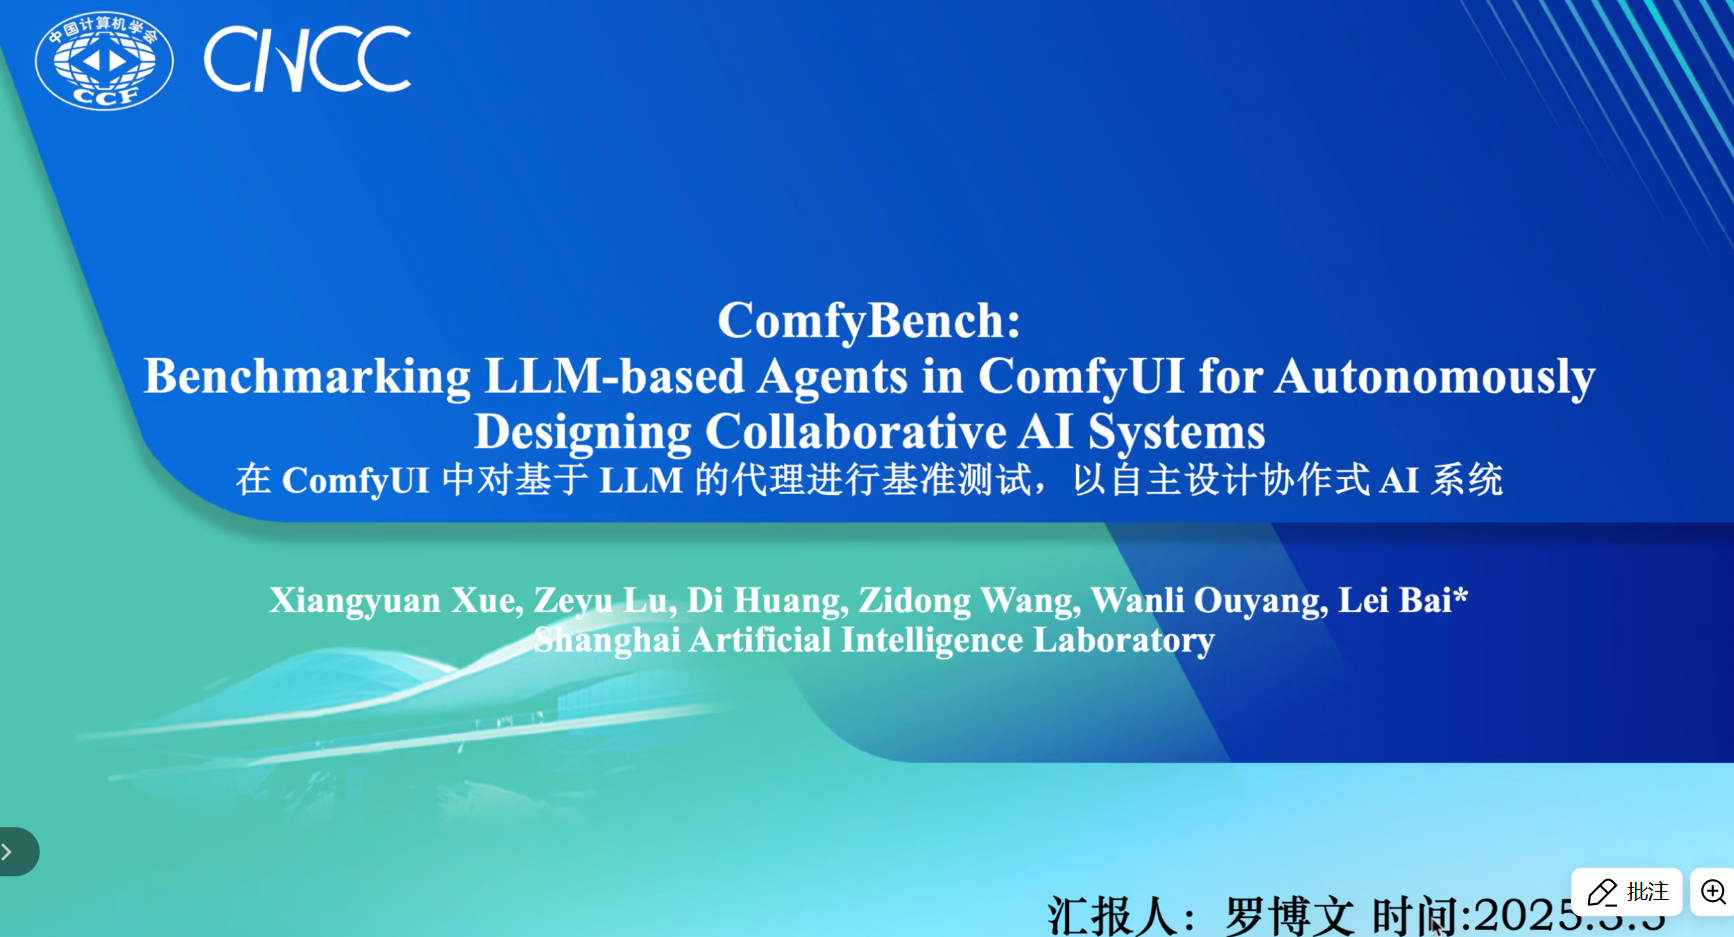 中国计算机学会
CCF
CNCC
ComfyBench:
Benchmarking LLM-based Agents in ComfyUI for Autonomously
Designing Collaborative AI Systems
在 ComfyUI 中对基于 LLM 的代理进行基准测试，以自主设计协作式 AI 系统
Xiangyuan Xue, Zeyu Lu, Di Huang, Zidong Wang, Wanli Ouyang, Lei Bai*
Shanghai Artificial Intelligence Laboratory
批注
汇报人：罗博文 时间:2025.3.5